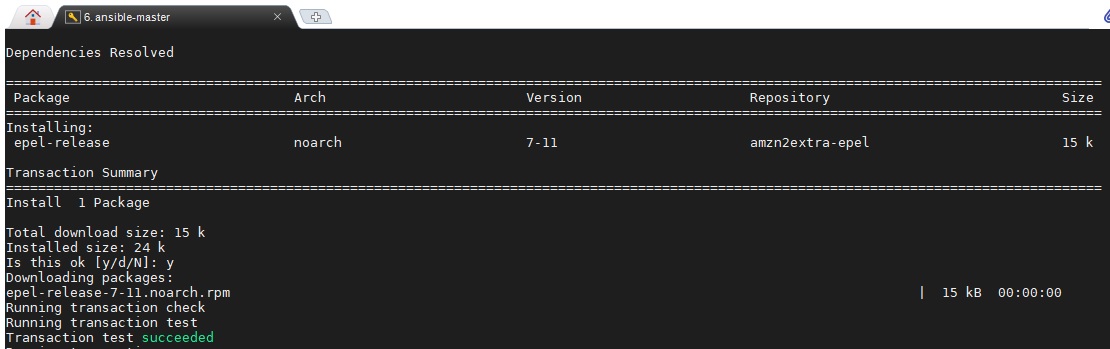 6. ansible-master
Dependencies Resolved
================================================================================
Package Arch Version Repository Size
================================================================================
Installing:
epel-release noarch 7-11 amzn2extra-epel 15 k
Transaction Summary
================================================================================
Install 1 Package
Total download size: 15 k
Installed size: 24 k
Is this ok [y/d/N]: y
Downloading packages:
epel-release-7-11.noarch.rpm | 15 kB 00:00:00
Running transaction check
Running transaction test
Transaction test succeeded